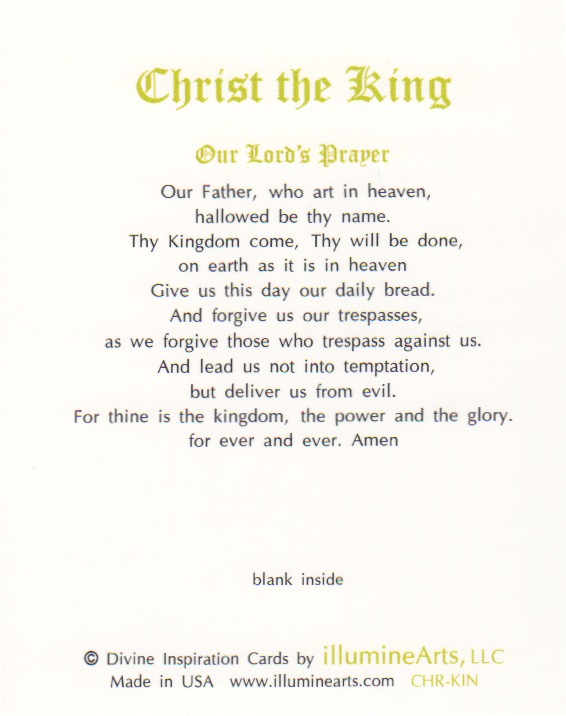 Christ the King
Our Lord's Prayer
Our Father, who art in heaven,
hallowed be thy name.
Thy Kingdom come, Thy will be done,
on earth as it is in heaven
Give us this day our daily bread.
And forgive us our trespasses,
as we forgive those who trespass against us.
And lead us not into temptation,
but deliver us from evil.
For thine is the kingdom, the power and the glory.
for ever and ever. Amen
blank inside
© Divine Inspiration Cards by illumineArts, LLC
Made in USA www.illuminearts.com CHR-KIN